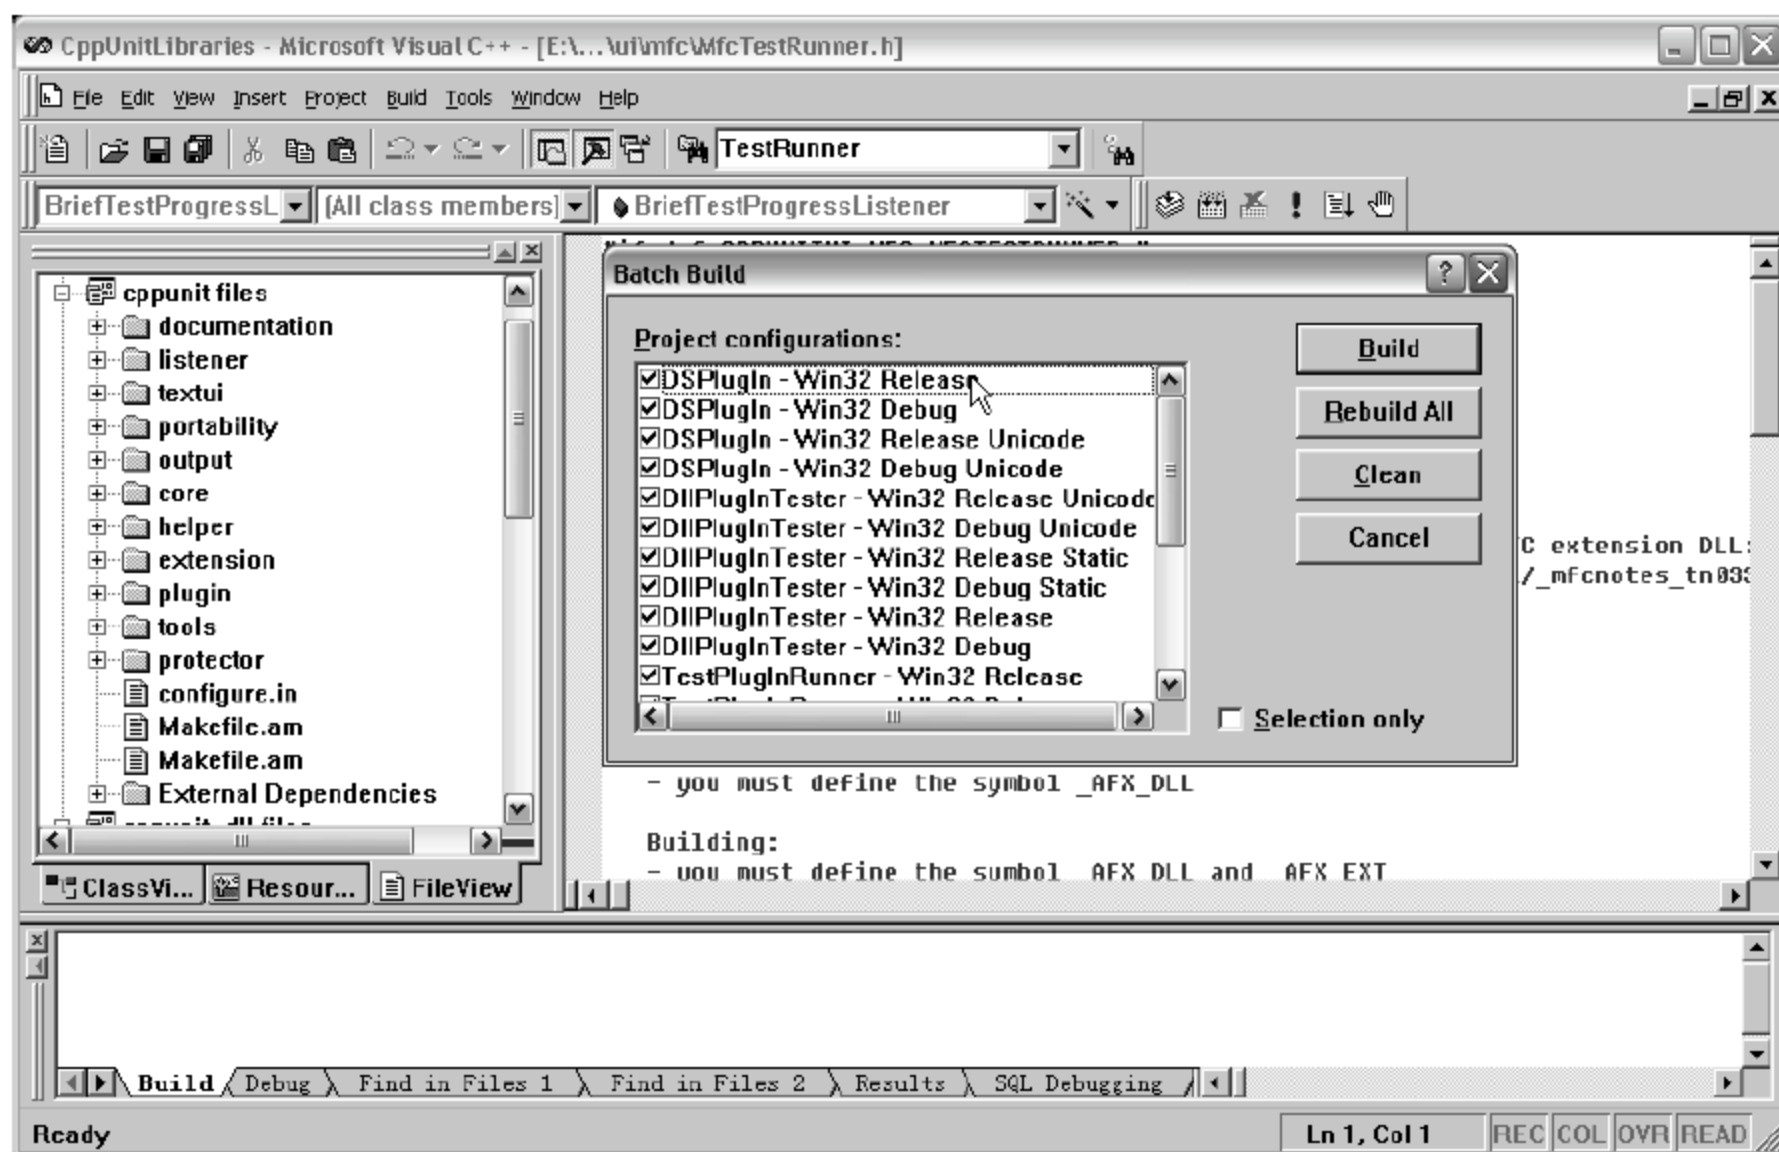 CppUnitLibraries - Microsoft Visual C++ - [E:\...\ui\mfc\MfcTestRunner.h]
File Edit View Insert Project Build Tools Window Help
TestRunner
BriefTestProgressL (All class members) BriefTestProgressListener
cppunit files
documentation
listener
textui
portability
output
core
helper
extension
plugin
tools
protector
configure.in
Makefile.am
Makefile.am
External Dependencies
ClassVi... Resour... FileView
Batch Build
Project configurations:
DSPlugIn - Win32 Release
DSPlugIn - Win32 Debug
DSPlugIn - Win32 Release Unicode
DSPlugIn - Win32 Debug Unicode
DllPlugInTester - Win32 Release Unicode
DllPlugInTester - Win32 Debug Unicode
DllPlugInTester - Win32 Release Static
DllPlugInTester - Win32 Debug Static
DllPlugInTester - Win32 Release
DllPlugInTester - Win32 Debug
TestPlugInRunner - Win32 Release
Build
Rebuild All
Clean
Cancel
Selection only
C extension DLL:
/_mfcnotes_tn033
- you must define the symbol _AFX_DLL
Building:
- you must define the symbol _AFX_DLL and _AFX_EXT
Build Debug Find in Files 1 Find in Files 2 Results SQL Debugging
Ready
Ln 1, Col 1 REC COL OVR READ